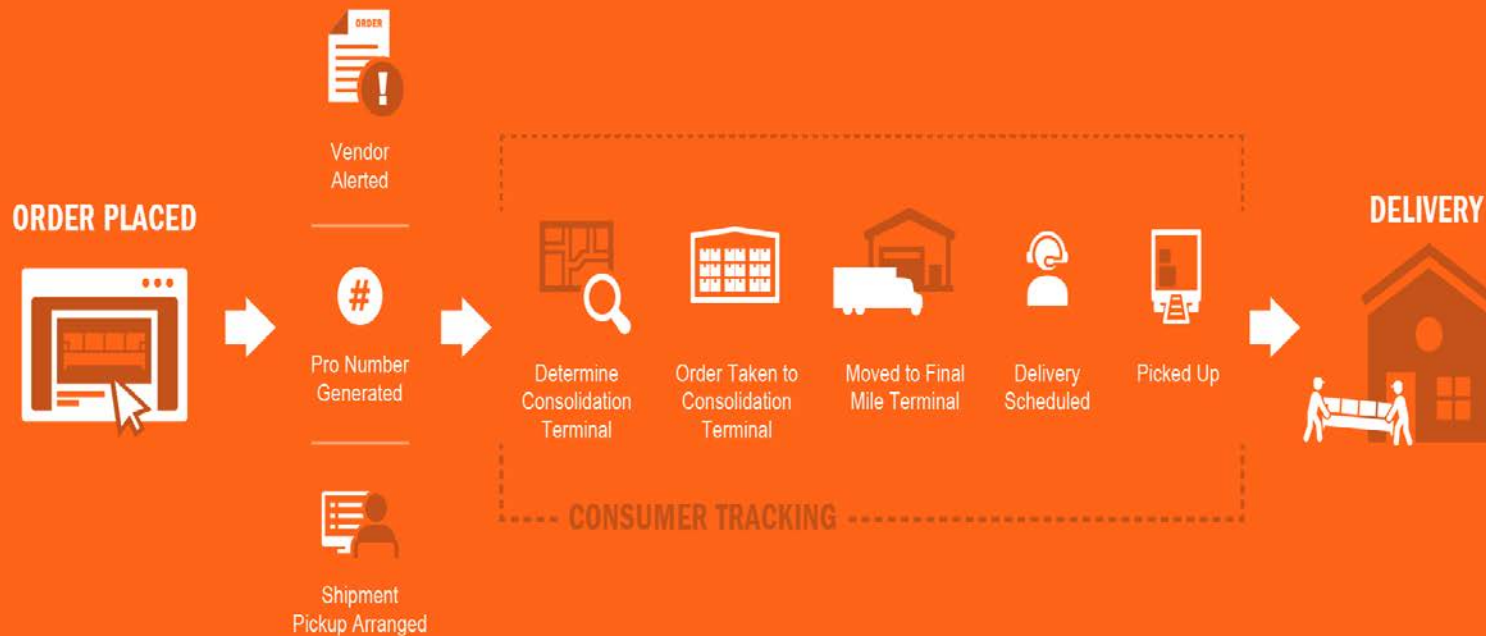 ORDER PLACED
ORDER
Vendor
Alerted
#
Pro Number
Generated
Shipment
Pickup Arranged
Determine
Consolidation
Terminal
Order Taken to
Consolidation
Terminal
Moved to Final
Mile Terminal
Delivery
Scheduled
Picked Up
CONSUMER TRACKING
DELIVERY